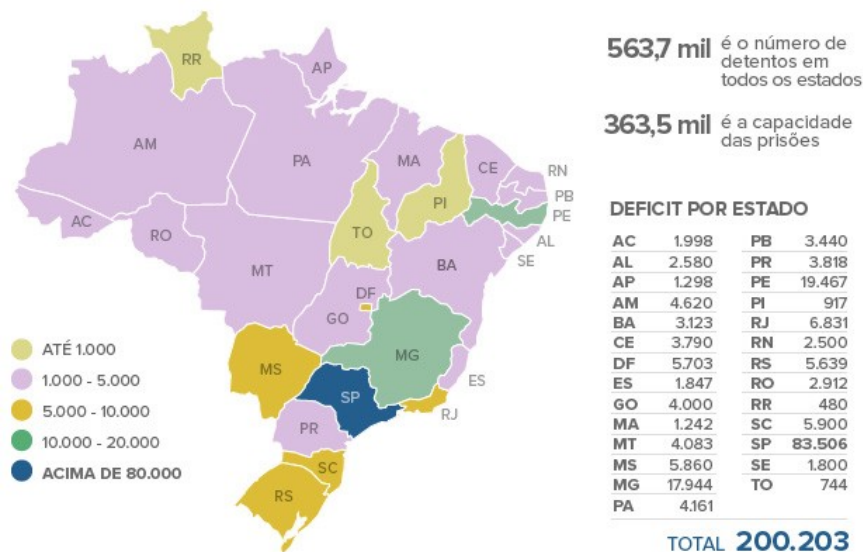 RR
AP
AM
PA
MA
CE
RN
PB
PE
PI
AC
RO
TO
AL
SE
BA
MT
DF
GO
MG
MS
ES
SP
RJ
PR
SC
RS
ATÉ 1.000
1.000 - 5.000
5.000 - 10.000
10.000 - 20.000
ACIMA DE 80.000
563,7 mil é o número de
detentos em
todos os estados
363,5 mil é a capacidade
das prisões
DEFICIT POR ESTADO
AC 1.998 PB 3.440
AL 2.580 PR 3.818
AP 1.298 PE 19.467
AM 4.620 PI 917
BA 3.123 RJ 6.831
CE 3.790 RN 2.500
DF 5.703 RS 5.639
ES 1.847 RO 2.912
GO 4.000 RR 480
MA 1.242 SC 5.900
MT 4.083 SP 83.506
MS 5.860 SE 1.800
MG 17.944 TO 744
PA 4.161
TOTAL 200.203